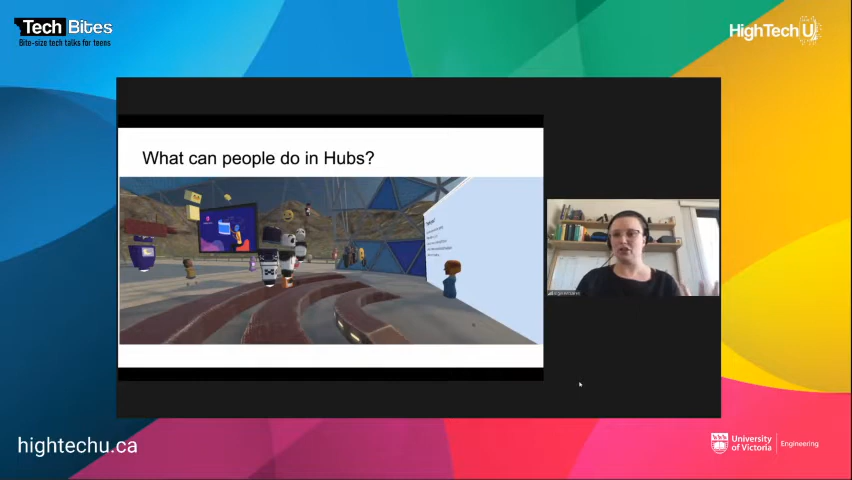 Tech Bites
Bite-size tech talks for teens
HighTech U
What can people do in Hubs?
hightechu.ca
University
of Victoria
Engineering